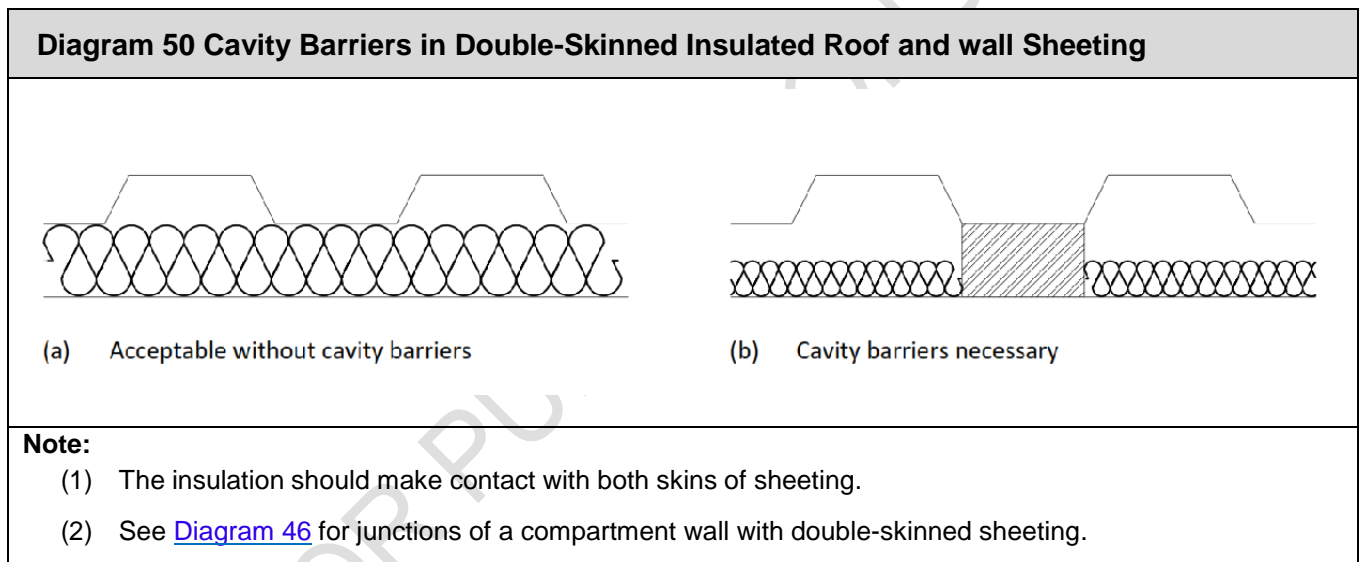 Diagram 50 Cavity Barriers in Double-Skinned Insulated Roof and wall Sheeting
(a) Acceptable without cavity barriers
(b) Cavity barriers necessary
Note:
(1) The insulation should make contact with both skins of sheeting.
(2) See Diagram 46 for junctions of a compartment wall with double-skinned sheeting.